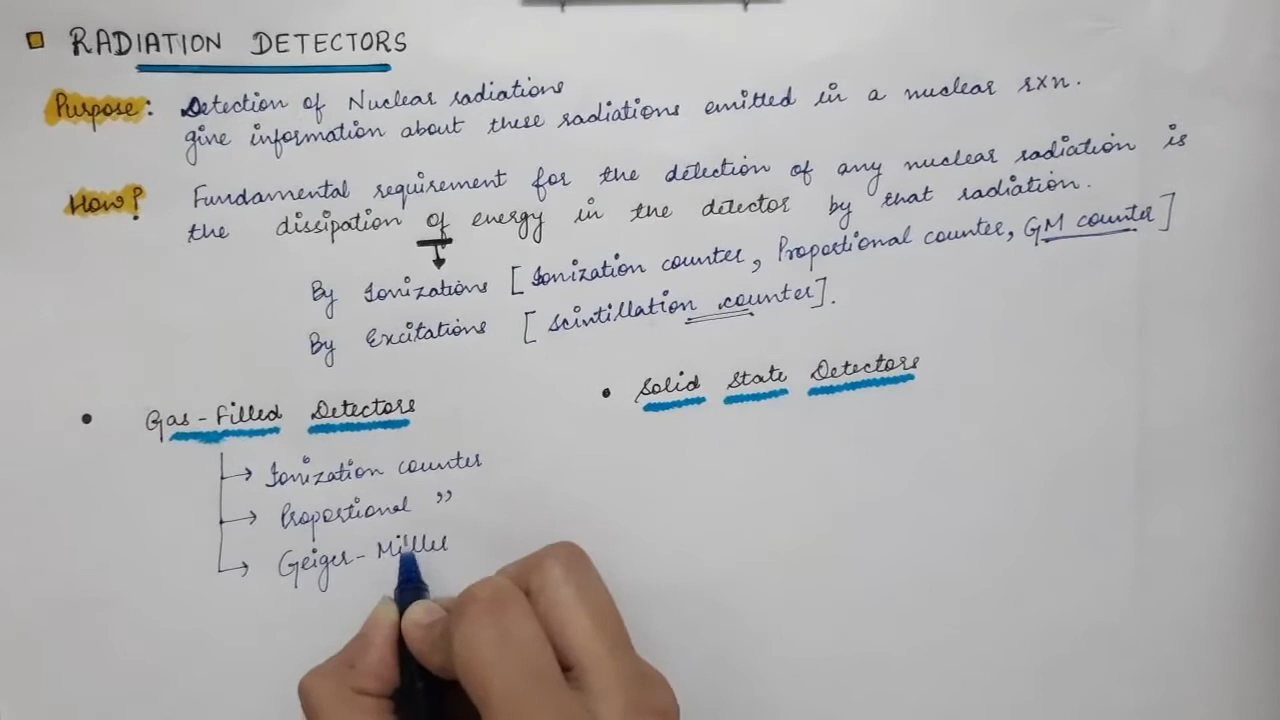 RADIATION DETECTORS
Purpose: Detection of Nuclear radiations
give information about these radiations emitted in a nuclear rxn.
How? Fundamental requirement for the detection of any nuclear radiation is
the dissipation of energy in the detector by that radiation.
By Ionizations [Ionization counter, Proportional counter, GM counter]
By Excitations [scintillation counter].
• Gas-Filled Detectors
• Solid State Detectors
→ Ionization counter
→ Proportional ”
→ Geiger-Müller